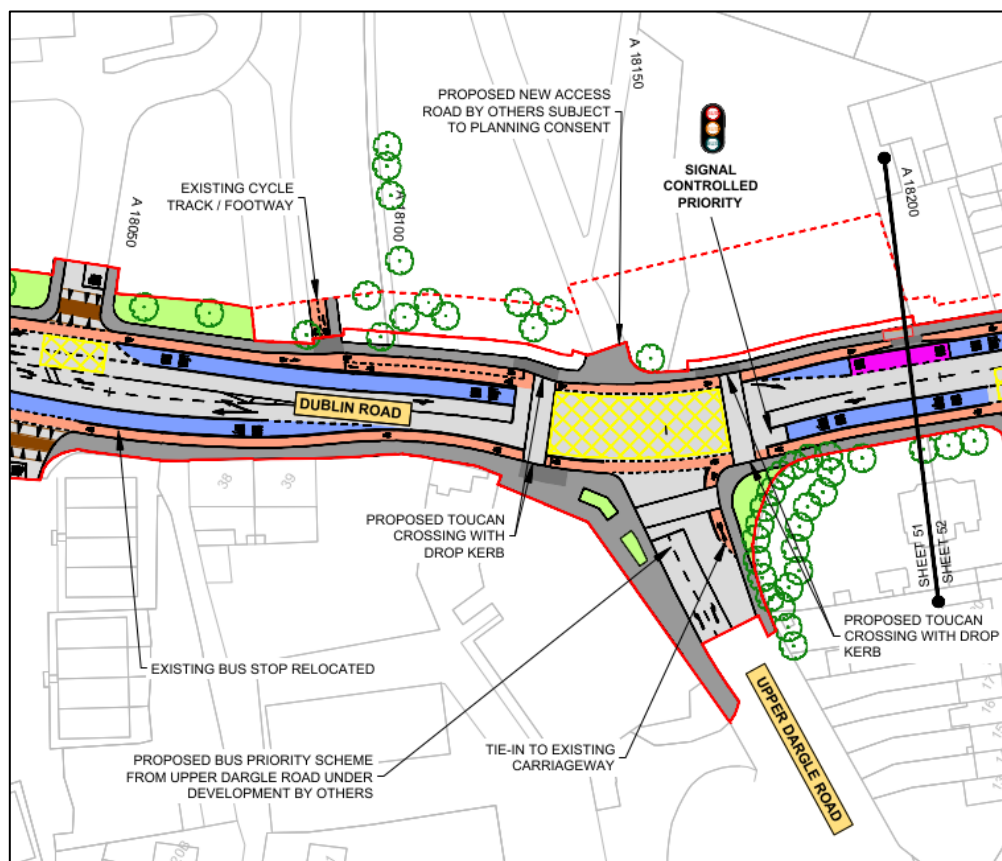 A 18150
PROPOSED NEW ACCESS
ROAD BY OTHERS SUBJECT
TO PLANNING CONSENT
SIGNAL
CONTROLLED
PRIORITY
EXISTING CYCLE
TRACK / FOOTWAY
A 18050
A 18100
A 18200
DUBLIN ROAD
38
39
PROPOSED TOUCAN
CROSSING WITH
DROP KERB
SHEET 51
SHEET 52
PROPOSED TOUCAN
CROSSING WITH DROP
KERB
EXISTING BUS STOP RELOCATED
UPPER DARGLE ROAD
PROPOSED BUS PRIORITY SCHEME
FROM UPPER DARGLE ROAD UNDER
DEVELOPMENT BY OTHERS
TIE-IN TO EXISTING
CARRIAGEWAY